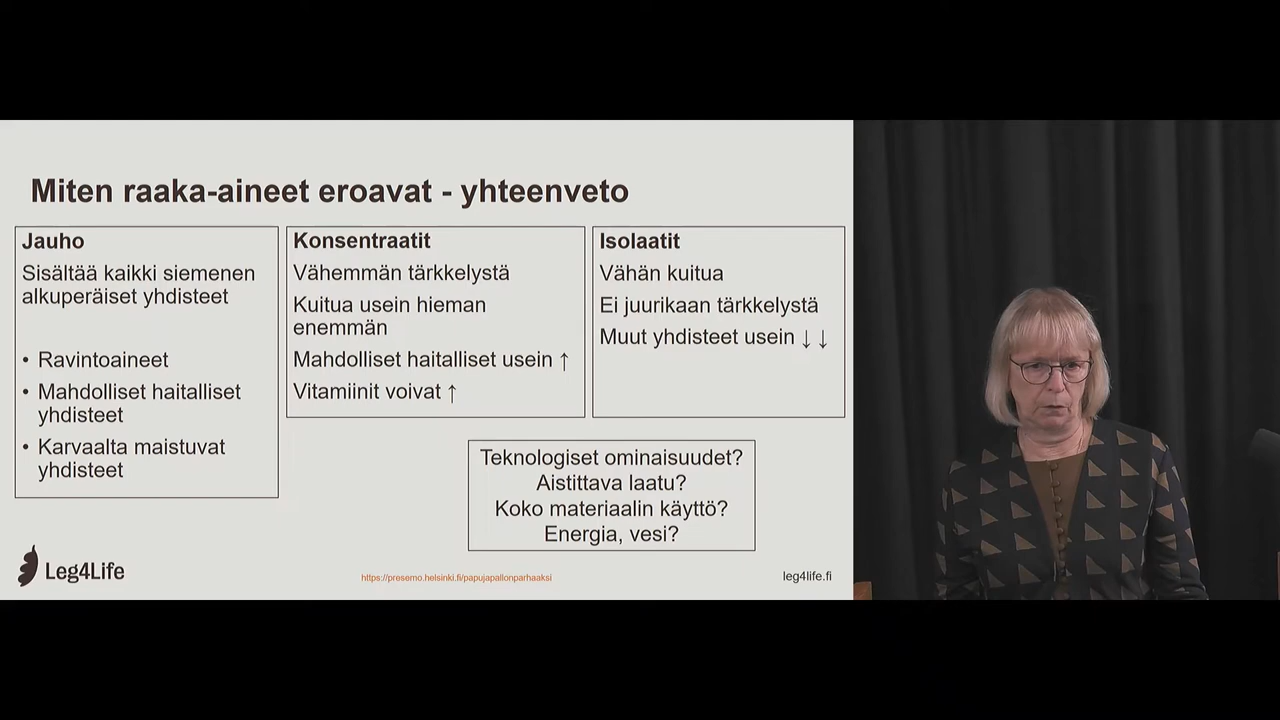 Miten raaka-aineet eroavat - yhteenveto
Jauho
Sisältää kaikki siemenen
alkuperäiset yhdisteet
• Ravintoaineet
• Mahdolliset haitalliset
yhdisteet
• Karvaalta maistuvat
yhdisteet
Konsentraatit
Vähemmän tärkkelystä
Kuitua usein hieman
enemmän
Mahdolliset haitalliset usein ↑
Vitamiinit voivat ↑
Isolaatit
Vähän kuitua
Ei juurikaan tärkkelystä
Muut yhdisteet usein ↓ ↓
Teknologiset ominaisuudet?
Aistittava laatu?
Koko materiaalin käyttö?
Energia, vesi?
Leg4Life
https://presemo.helsinki.fi/papujapallonparhaaksi
leg4life.fi